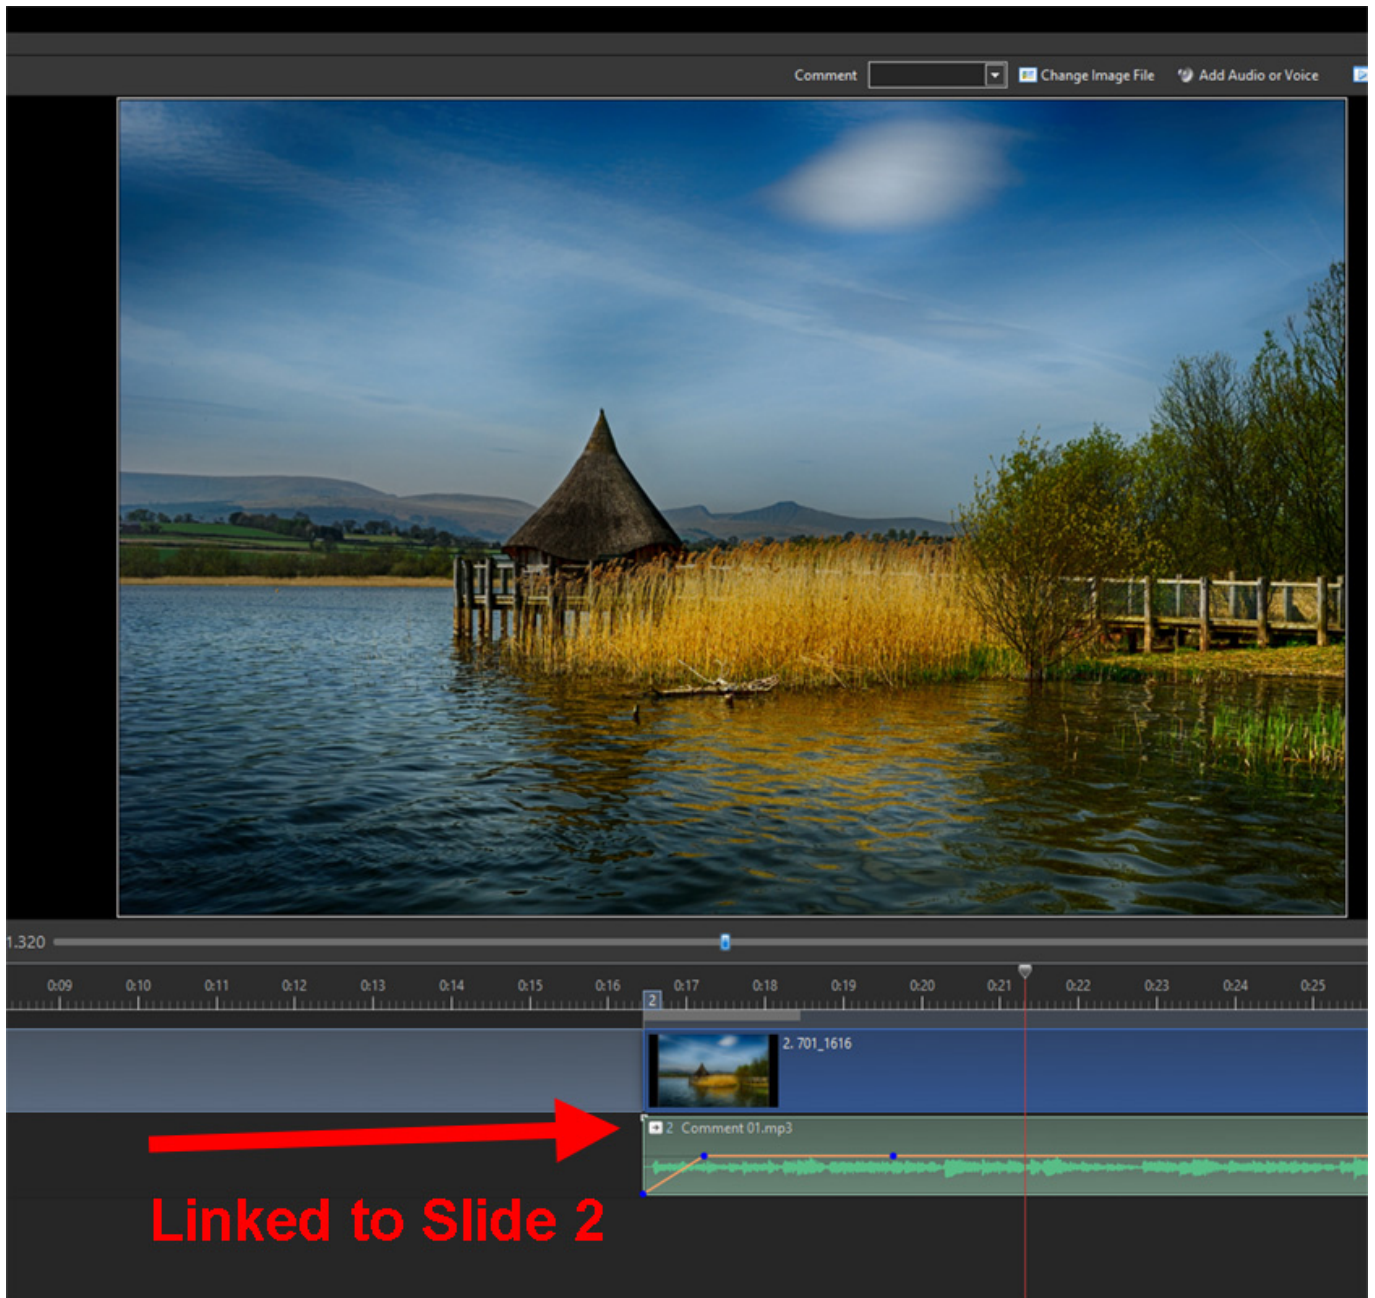 Comment Change Image File Add Audio or Voice
1.320
0:09 0:10 0:11 0:12 0:13 0:14 0:15 0:16 0:17 0:18 0:19 0:20 0:21 0:22 0:23 0:24 0:25
2
2. 701_1616
2 Comment 01.mp3
Linked to Slide 2